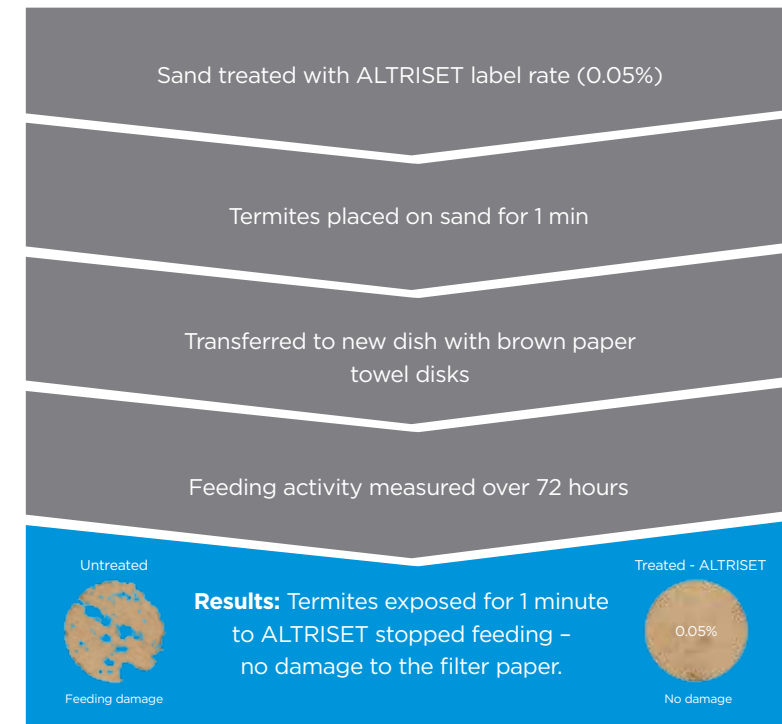 Sand treated with ALTRISET label rate (0.05%)
Termites placed on sand for 1 min
Transferred to new dish with brown paper
towel disks
Feeding activity measured over 72 hours
Untreated
Feeding damage
Results: Termites exposed for 1 minute
to ALTRISET stopped feeding –
no damage to the filter paper.
Treated - ALTRISET
0.05%
No damage